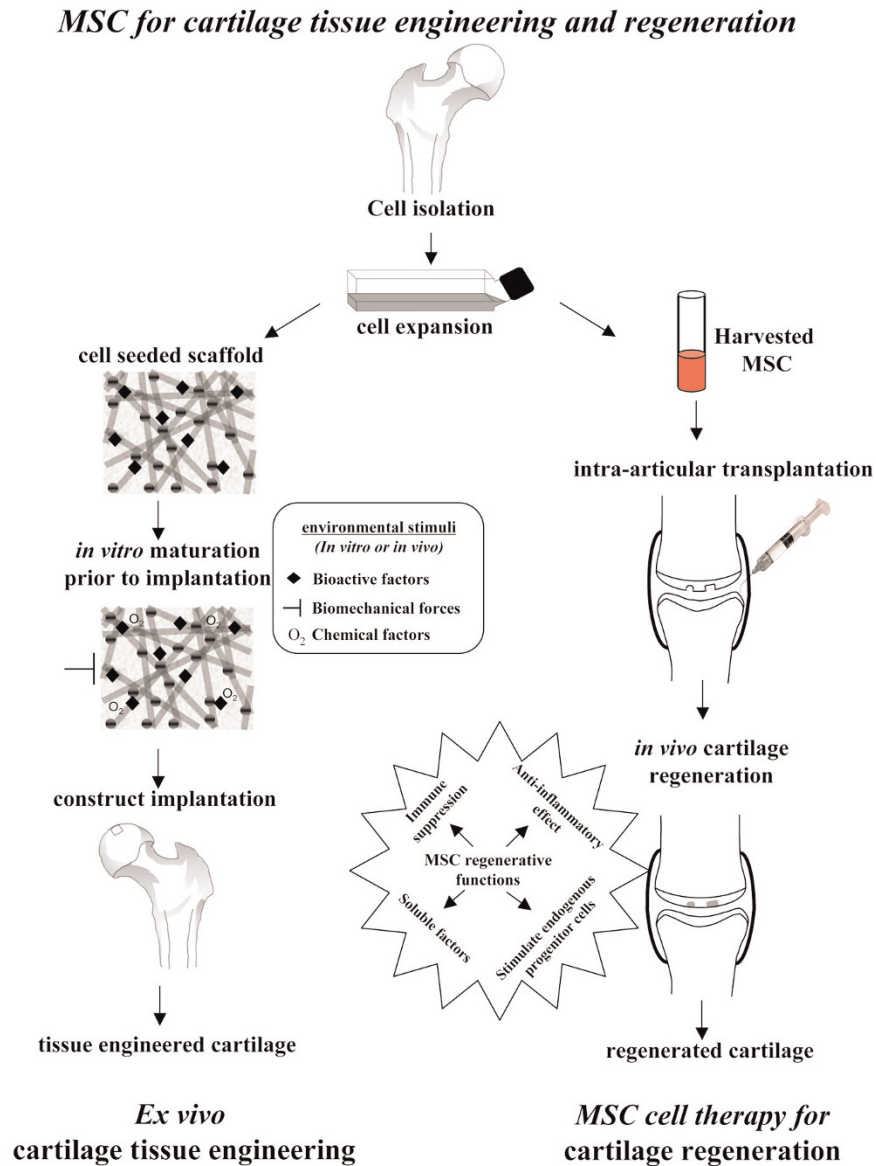 MSC for cartilage tissue engineering and regeneration
Cell isolation
cell expansion
cell seeded scaffold
in vitro maturation
prior to implantation
environmental stimuli
(In vitro or in vivo)
Bioactive factors
Biomechanical forces
O₂ Chemical factors
O₂ O₂
O₂
O₂
construct implantation
tissue engineered cartilage
Ex vivo
cartilage tissue engineering
Harvested
MSC
intra-articular transplantation
in vivo cartilage
regeneration
Immune
suppression
Anti-inflammatory
effect
MSC regenerative
functions
Soluble factors
Stimulate endogenous
progenitor cells
regenerated cartilage
MSC cell therapy for
cartilage regeneration